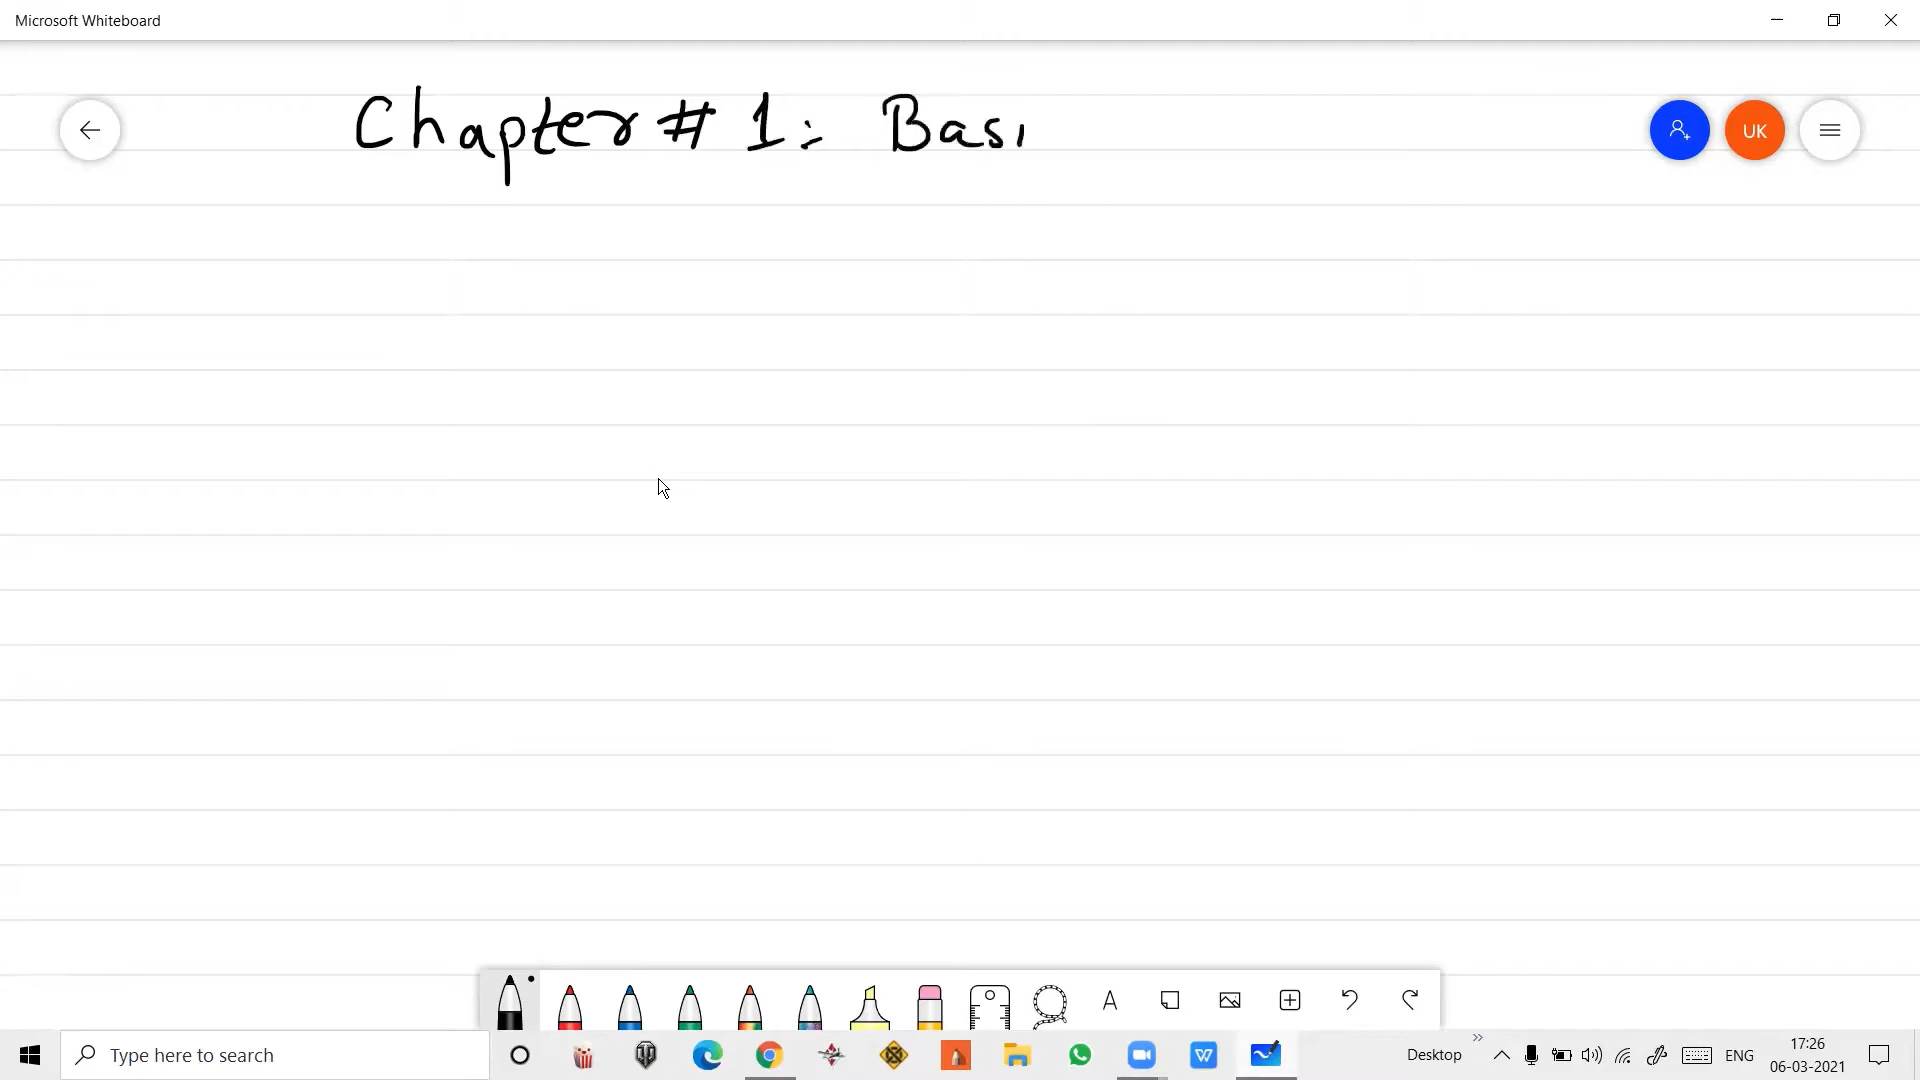 Microsoft Whiteboard
Chapter # 1: Basi
UK
A
Type here to search
Desktop
ENG
17:26
06-03-2021